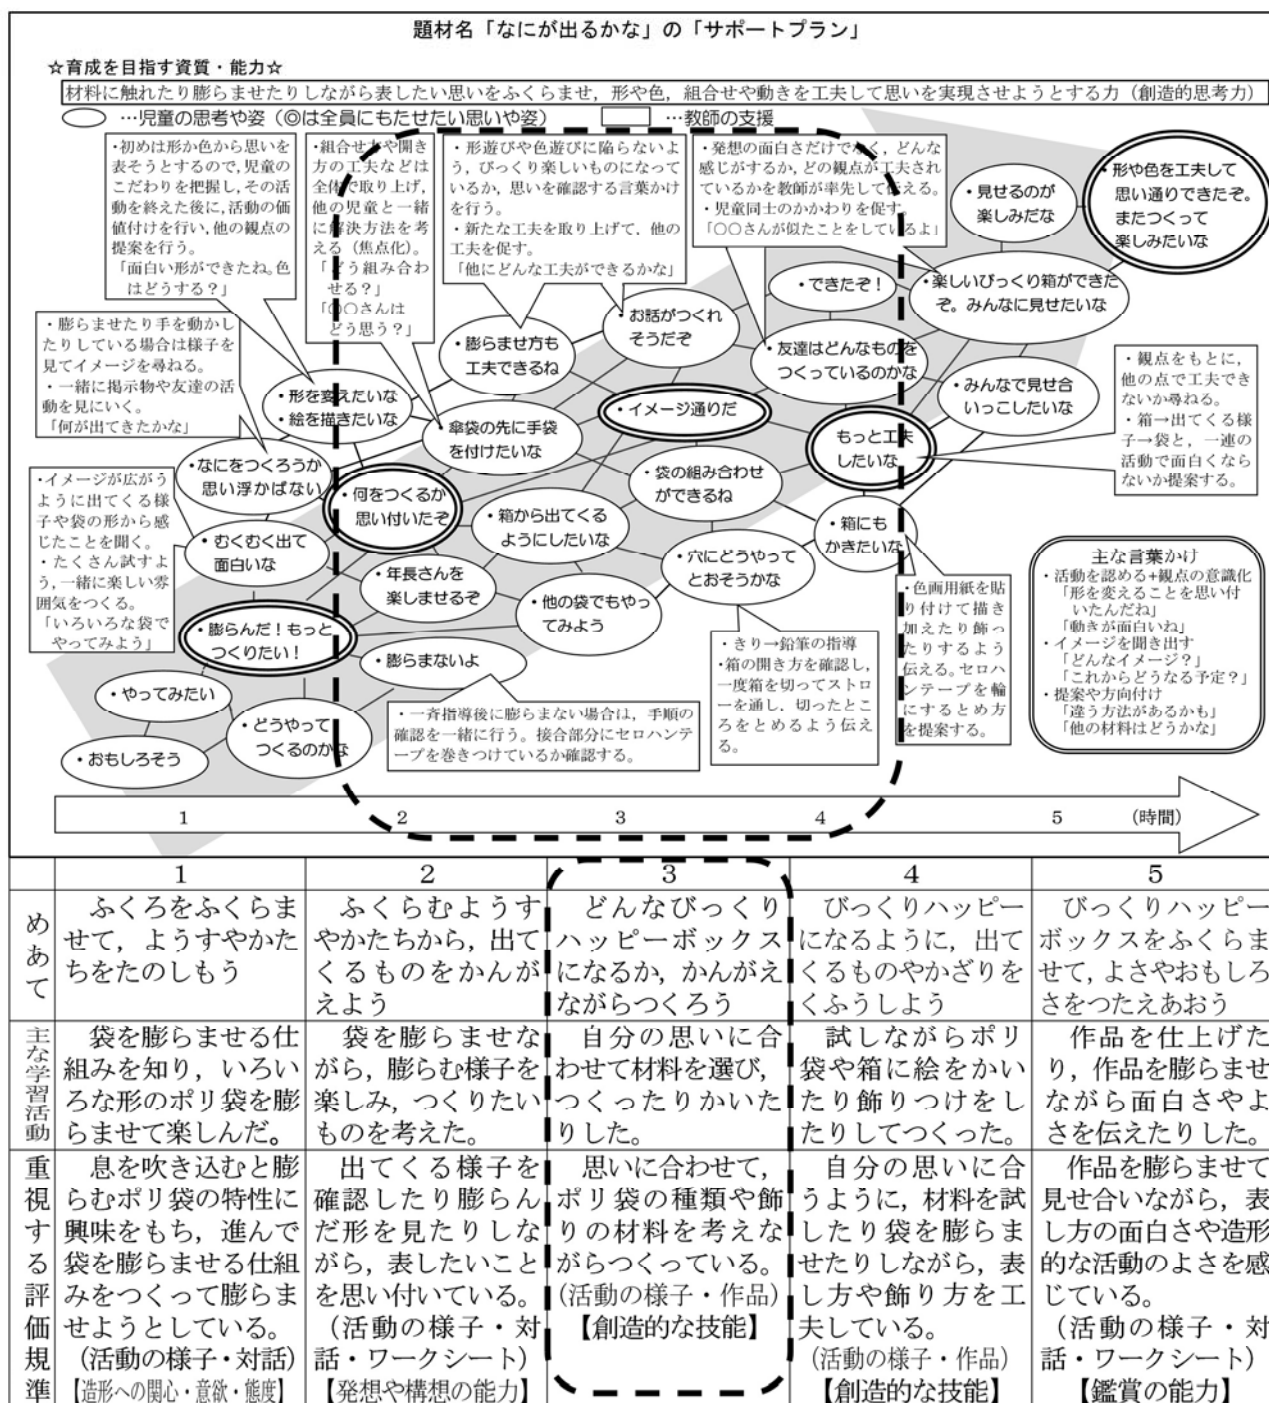 題材名「なにが出るかな」の「サポートプラン」
☆育成を目指す資質・能力☆
材料に触れたり膨らませたりしながら表したい思いをふくらませ，形や色，組合せや動きを工夫して思いを実現させようとする力（創造的思考力）
…児童の思考や姿（◎は全員にもたせたい思いや姿）
…教師の支援
・初めは形か色から思いを
表そうとするので，児童の
こだわりを把握し，その活
動を終えた後に，活動の価
値付けを行い，他の観点の
提案を行う。
「面白い形ができたね。色
はどうする？」
・組合せ方や開き
方の工夫などは
全体で取り上げ，
他の児童と一緒
に解決方法を考
える（焦点化）。
「どう組み合わ
せる？」
「〇〇さんは
どう思う？」
・形遊びや色遊びに陥らないよ
う，びっくり楽しいものになって
いるか，思いを確認する言葉かけ
を行う。
・新たな工夫を取り上げて，他の
工夫を促す。
「他にどんな工夫ができるかな」
・発想の面白さだけでなく，どんな
感じがするか，どの観点が工夫され
ているかを教師が率先して伝える。
・児童同士のかかわりを促す。
「〇〇さんが似たことをしているよ」
・見せるのが
楽しみだな
・形や色を工夫して
思い通りできたぞ。
またつくって
楽しみたいな
・できたぞ！
・楽しいびっくり箱ができた
ぞ。みんなに見せたいな
・膨らませたり手を動かし
たりしている場合は様子を
見てイメージを尋ねる。
・一緒に掲示物や友達の活
動を見にいく。
「何が出てきたかな」
・お話がつくれ
そうだぞ
・膨らませ方も
工夫できるね
・友達はどんなものを
つくっているのかな
・みんなで見せ合
いっこしたいな
・観点をもとに，
他の点で工夫でき
ないか尋ねる。
・箱→出てくる様
子→袋と，一連の
活動で面白くなら
ないか提案する。
・形を変えたいな
・絵を描きたいな
・イメージ通りだ
・傘袋の先に手袋
を付けたいな
もっと工夫
したいな
・なにをつくろうか
思い浮かばない
・何をつくるか
思い付いたぞ
・袋の組み合わせ
ができるね
・イメージが広がう
ように出てくる様
子や袋の形から感
じたことを聞く。
・たくさん試すよ
う，一緒に楽しい雰
囲気をつくる。
「いろいろな袋で
やってみよう」
・箱から出てくる
ようにしたいな
・箱にも
かきたいな
・むくむく出て
面白いな
・穴にどうやって
とおそうかな
・年長さんを
楽しませるぞ
・他の袋でもやっ
てみよう
・色画用紙を貼
り付けて描き
加えたり飾っ
たりするよう
伝える。セロハ
ンテープを輪
にするとめ方
を提案する。
主な言葉かけ
・活動を認める+観点の意識化
「形を変えることを思い付
いたんだね」
「動きが面白いね」
・イメージを聞き出す
「どんなイメージ？」
「これからどうなる予定？」
・提案や方向付け
「違う方法があるかも」
「他の材料はどうかな」
・膨らんだ！もっと
つくりたい！
・膨らまないよ
・きり→鉛筆の指導
・箱の開き方を確認し，
一度箱を切ってストロ
ーを通し，切ったとこ
ろをとめるよう伝え
る。
・やってみたい
・どうやって
つくるのかな
・一斉指導後に膨らまない場合は，手順の
確認を一緒に行う。接合部分にセロハンテ
ープを巻きつけているか確認する。
・おもしろそう
1 2 3 4 5 （時間）
1 2 3 4 5
めあて
ふくろをふくらま
せて，ようすやかた
ちをたのしもう
ふくらむようす
やかたちから，出て
くるものをかんが
えよう
どんなびっくり
ハッピーボックス
になるか，かんがえ
ながらつくろう
びっくりハッピー
になるように，出て
くるものやかざりを
くふうしよう
びっくりハッピー
ボックスをふくらま
せて，よさやおもしろ
さをつたえあおう
主な学習活動
袋を膨らませる仕
組みを知り，いろい
ろな形のポリ袋を膨
らませて楽しんだ。
袋を膨らませな
がら，膨らむ様子を
楽しみ，つくりたい
ものを考えた。
自分の思いに合
わせて材料を選び，
つくったりかいた
りした。
試しながらポリ
袋や箱に絵をかい
たり飾りつけをし
たりしてつくった。
作品を仕上げた
り，作品を膨らませ
ながら面白さやよ
さを伝えたりした。
重視する評価規準
息を吹き込むと膨
らむポリ袋の特性に
興味をもち，進んで
袋を膨らませる仕組
みをつくって膨らま
せようとしている。
（活動の様子・対話）
【造形への関心・意欲・態度】
出てくる様子を
確認したり膨らん
だ形を見たりしな
がら，表したいこと
を思い付いている。
（活動の様子・対
話・ワークシート）
【発想や構想の能力】
思いに合わせて，
ポリ袋の種類や飾
りの材料を考えな
がらつくっている。
（活動の様子・作品）
【創造的な技能】
自分の思いに合
うように，材料を試
したり袋を膨らま
せたりしながら，表
し方や飾り方を工
夫している。
（活動の様子・作品）
【創造的な技能】
作品を膨らませて
見せ合いながら，表
し方の面白さや造形
的な活動のよさを感
じている。
（活動の様子・対
話・ワークシート）
【鑑賞の能力】